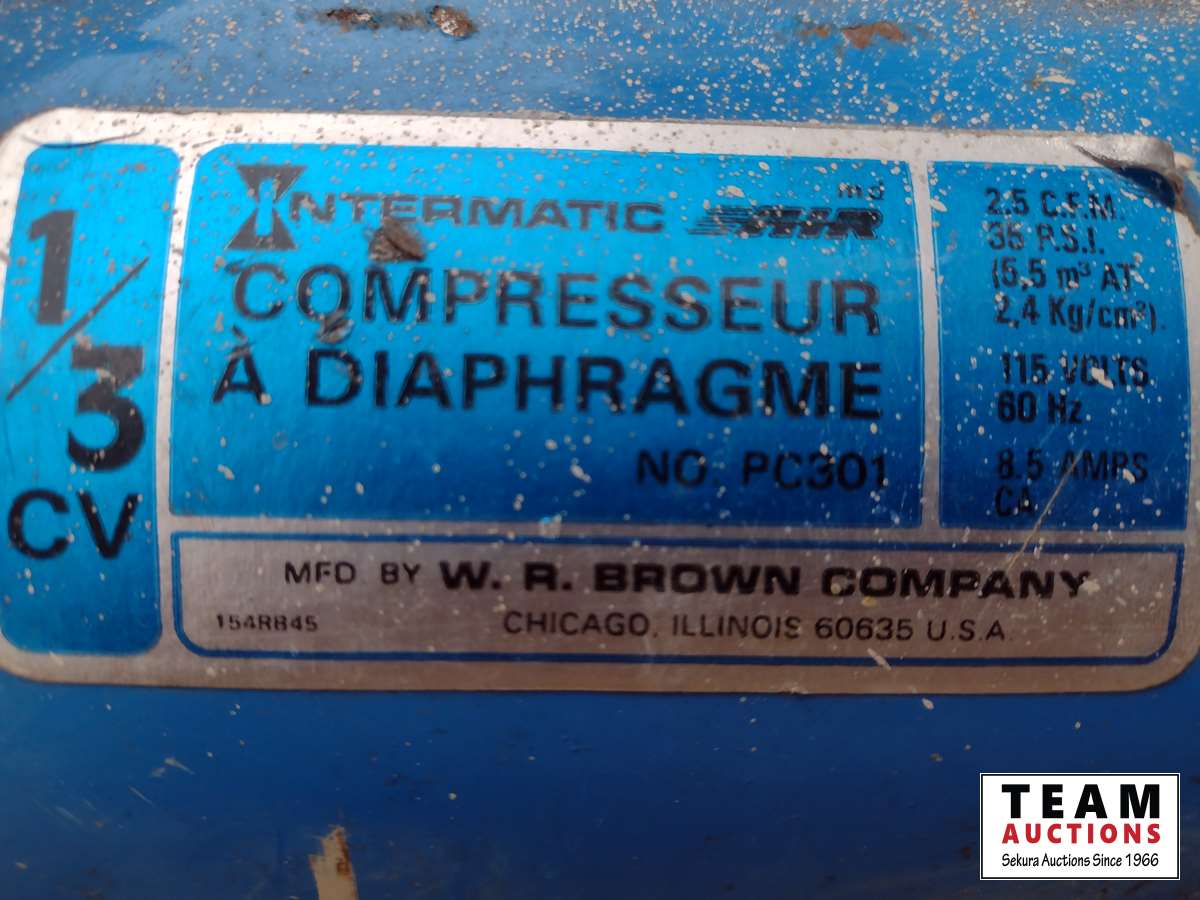 1/3
CV
INTERMATIC
md
COMPRESSEUR
À DIAPHRAGME
NO. PC301
2,5 C.F.M.
35 P.S.I.
(5,5 m³ AT
2,4 Kg/cm²).
115 VOLTS
60 Hz
8.5 AMPS
CA
MFD BY W. R. BROWN COMPANY
154RB45
CHICAGO, ILLINOIS 60635 U.S.A.
TEAM
AUCTIONS
Sekura Auctions Since 1966